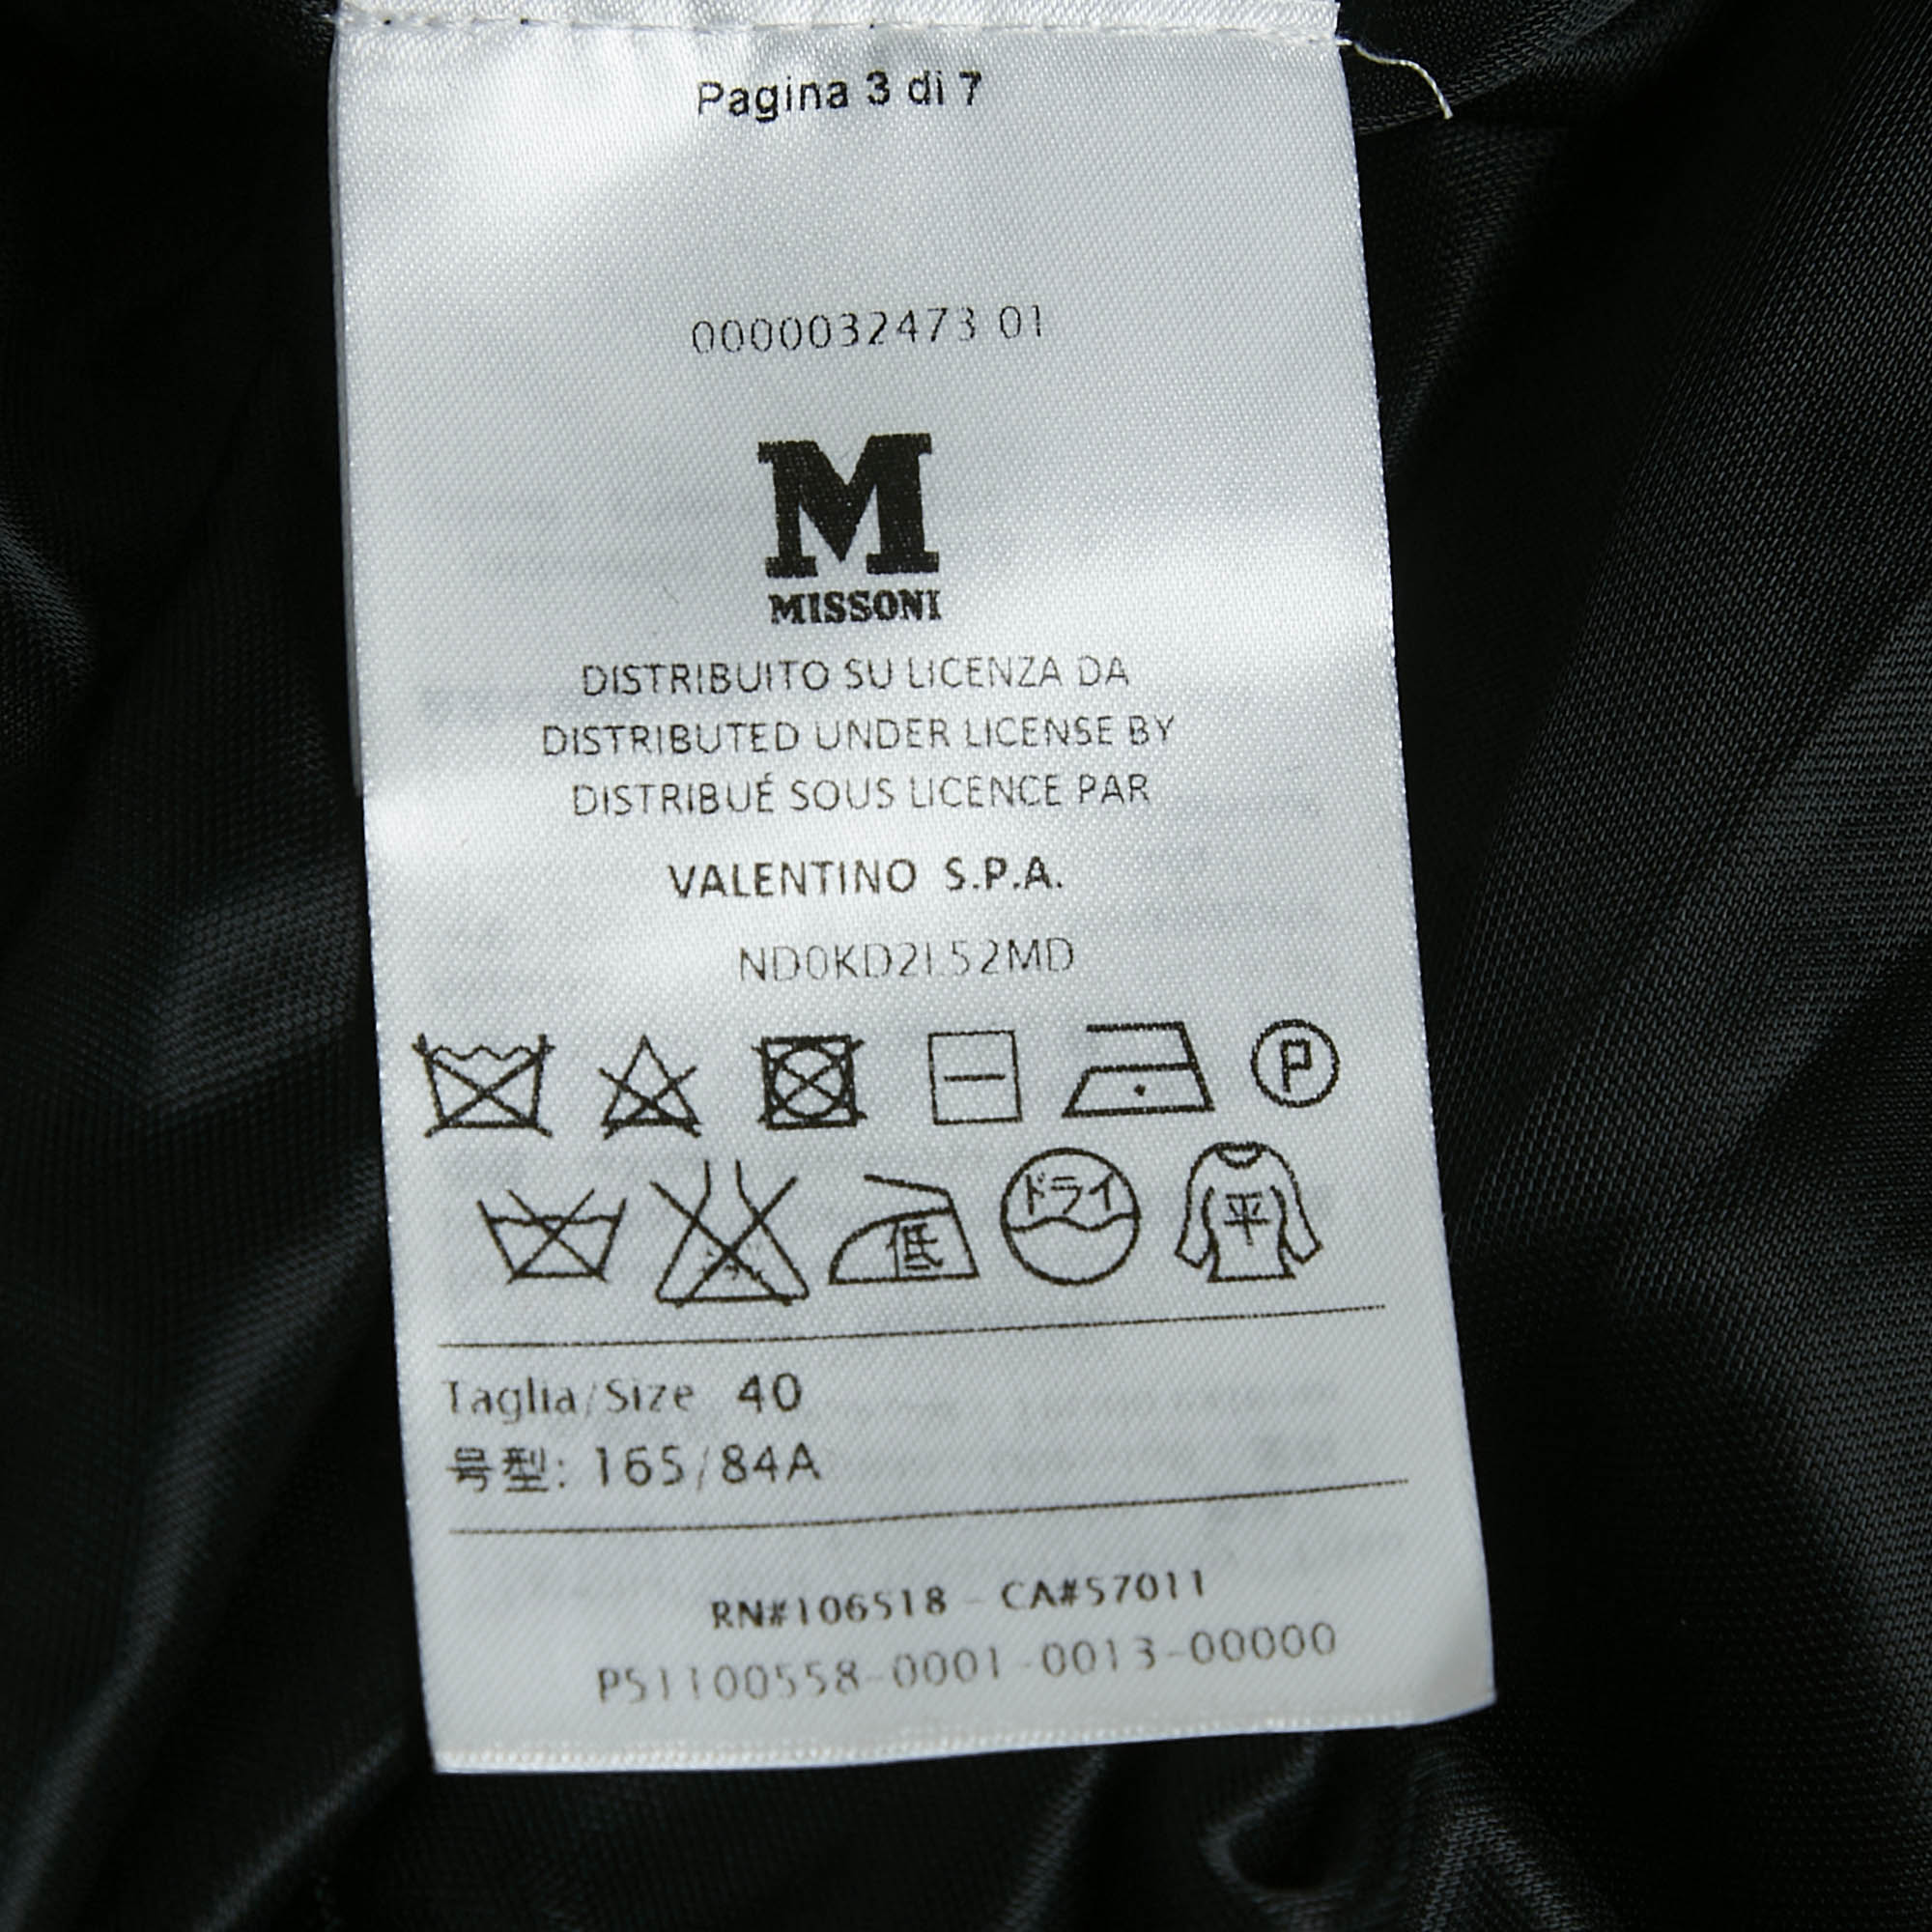 Pagina 3 di 7
0000032473 01
M
MISSONI
DISTRIBUITO SU LICENZA DA
DISTRIBUTED UNDER LICENSE BY
DISTRIBUÉ SOUS LICENCE PAR
VALENTINO S.P.A.
ND0KD2L52MD
P
低 ドライ 平
Taglia/Size 40
号型: 165/84A
RN#106518 - CA#57011
PS1100558-0001-0013-00000